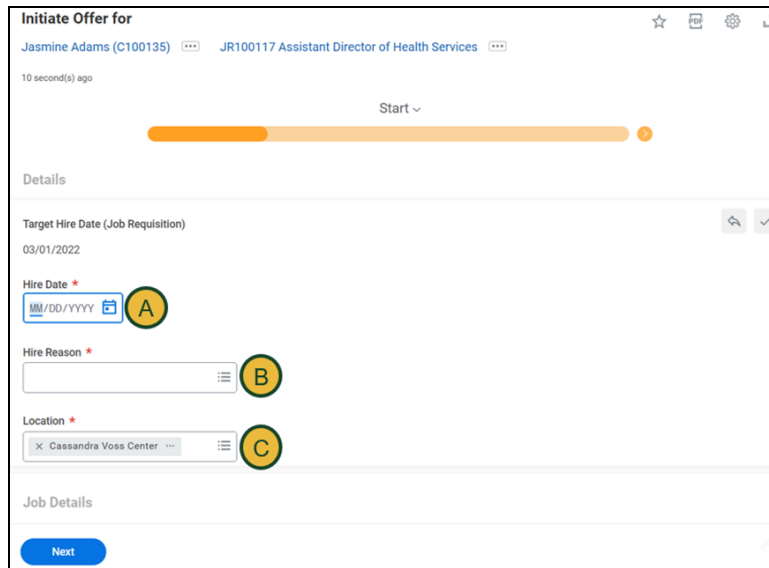 Initiate Offer for
PDF
Jasmine Adams (C100135) JR100117 Assistant Director of Health Services
10 second(s) ago
Start
Details
Target Hire Date (Job Requisition)
03/01/2022
Hire Date *
MM/DD/YYYY A
Hire Reason *
B
Location *
× Cassandra Voss Center ... C
Job Details
Next